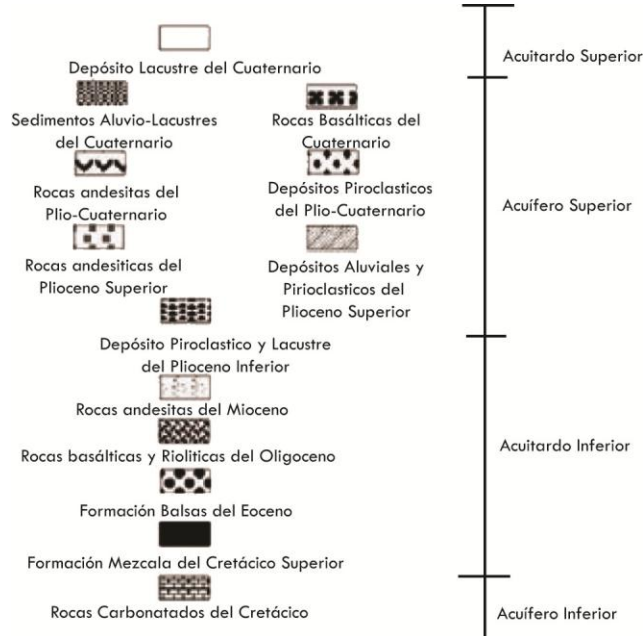 Acuitardo Superior
Depósito Lacustre del Cuaternario
Sedimentos Aluvio-Lacustres
del Cuaternario
Rocas Basálticas del
Cuaternario
Rocas andesitas del
Plio-Cuaternario
Depósitos Piroclasticos
del Plio-Cuaternario
Acuífero Superior
Rocas andesiticas del
Plioceno Superior
Depósitos Aluviales y
Pirioclasticos del
Plioceno Superior
Depósito Piroclastico y Lacustre
del Plioceno Inferior
Rocas andesitas del Mioceno
Acuitardo Inferior
Rocas basálticas y Rioliticas del Oligoceno
Formación Balsas del Eoceno
Formación Mezcala del Cretácico Superior
Rocas Carbonatados del Cretácico
Acuífero Inferior